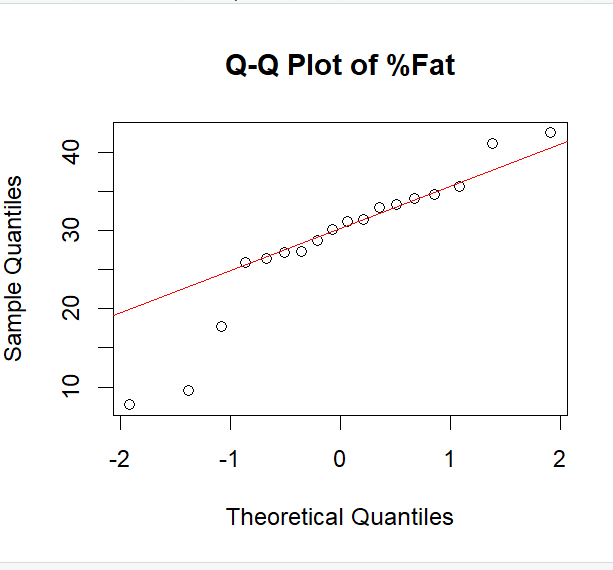 Q-Q Plot of %Fat
Sample Quantiles
40
30
20
10
-2 -1 0 1 2
Theoretical Quantiles